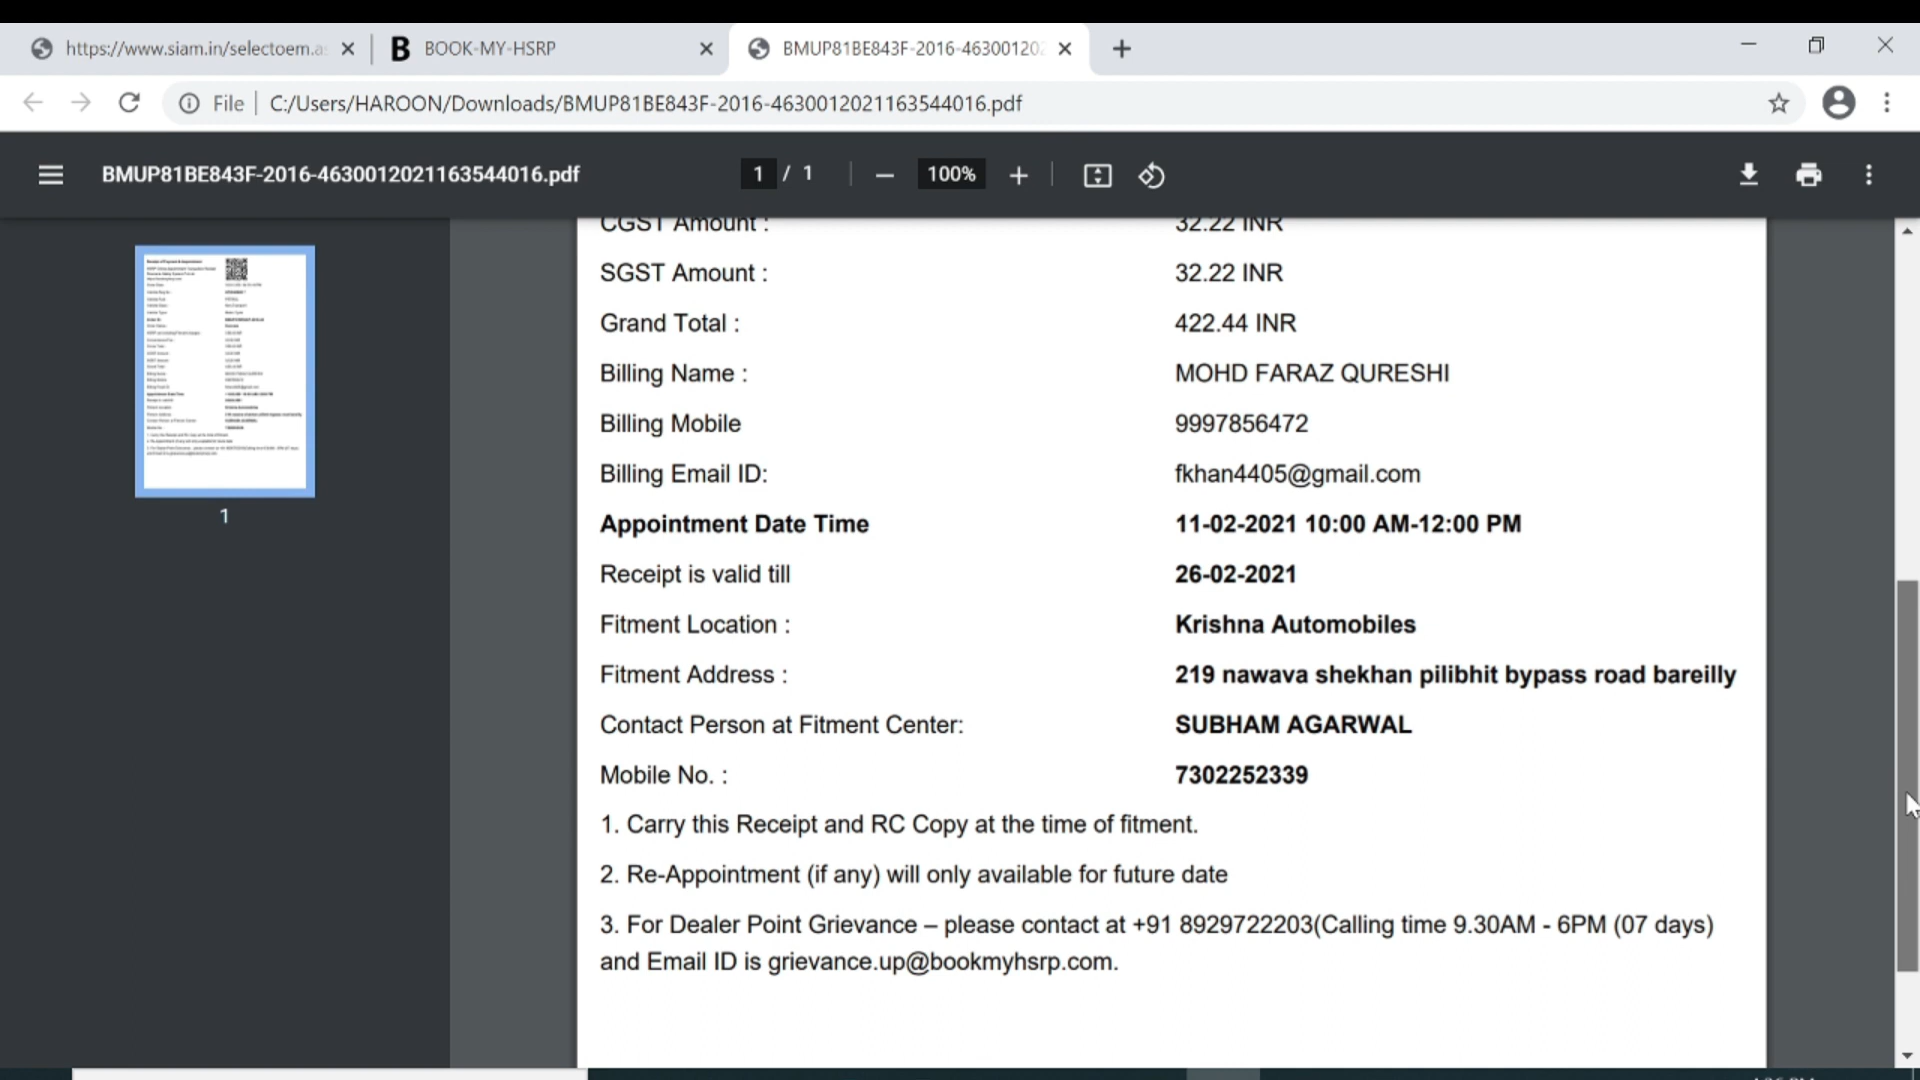 https://www.siam.in/selectoem.as
BOOK-MY-HSRP
BMUP81BE843F-2016-463001202
File
C:/Users/HAROON/Downloads/BMUP81BE843F-2016-4630012021163544016.pdf
BMUP81BE843F-2016-4630012021163544016.pdf
1 / 1
100%
CGST Amount : 32.22 INR
SGST Amount : 32.22 INR
Grand Total : 422.44 INR
Billing Name : MOHD FARAZ QURESHI
Billing Mobile 9997856472
Billing Email ID: fkhan4405@gmail.com
Appointment Date Time 11-02-2021 10:00 AM-12:00 PM
Receipt is valid till 26-02-2021
Fitment Location : Krishna Automobiles
Fitment Address : 219 nawava shekhan pilibhit bypass road bareilly
Contact Person at Fitment Center: SUBHAM AGARWAL
Mobile No. : 7302252339
1. Carry this Receipt and RC Copy at the time of fitment.
2. Re-Appointment (if any) will only available for future date
3. For Dealer Point Grievance – please contact at +91 8929722203(Calling time 9.30AM - 6PM (07 days)
and Email ID is grievance.up@bookmyhsrp.com.
1